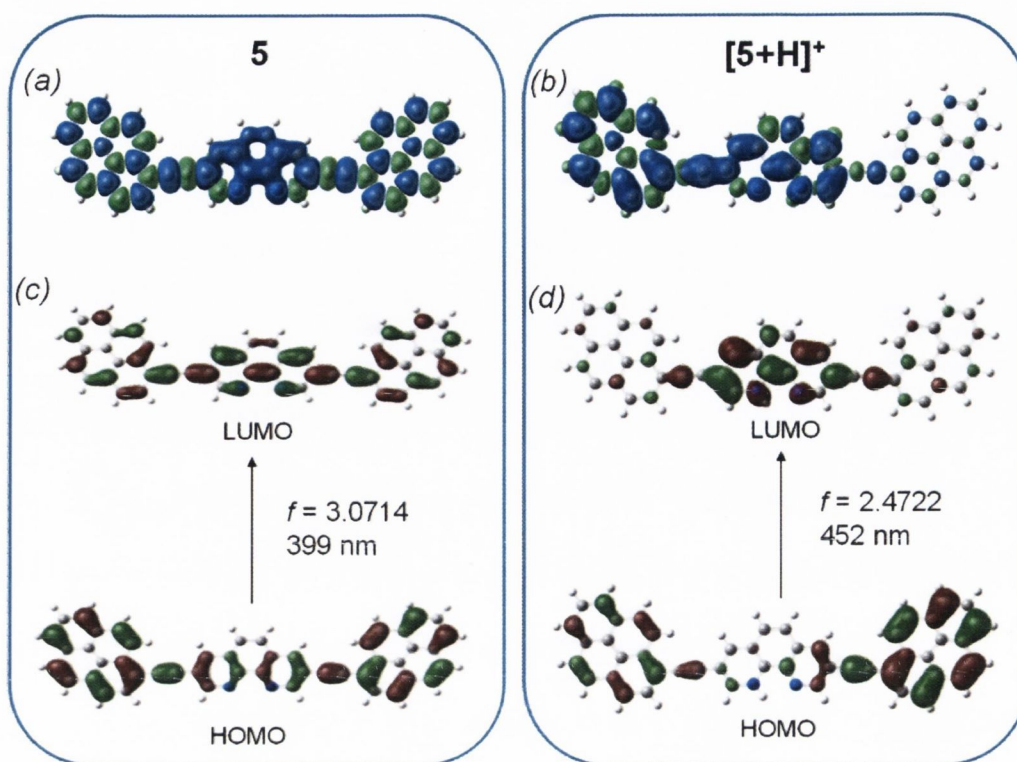 5
(a)
(c)
LUMO
f = 3.0714
399 nm
HOMO
[5+H]⁺
(b)
(d)
LUMO
f = 2.4722
452 nm
HOMO